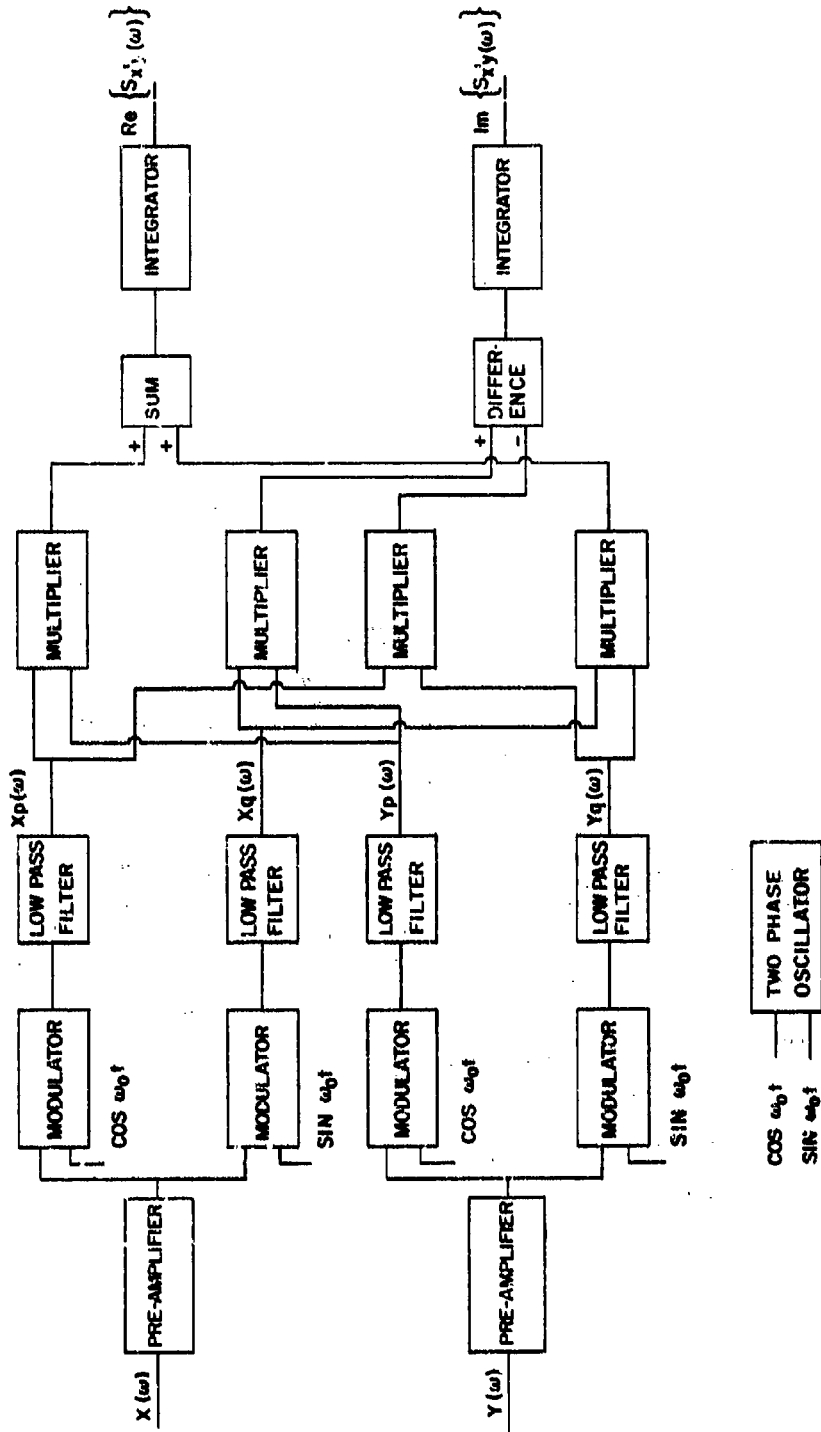 X(ω)
PRE-AMPLIFIER
MODULATOR
COS ω₀t
LOW PASS
FILTER
Xp(ω)
MULTIPLIER
+
+
SUM
INTEGRATOR
MODULATOR
SIN ω₀t
LOW PASS
FILTER
Xq(ω)
MULTIPLIER
Y(ω)
PRE-AMPLIFIER
MODULATOR
COS ω₀t
LOW PASS
FILTER
Yp(ω)
MULTIPLIER
+
-
DIFFER-
ENCE
INTEGRATOR
Im {Sxy(ω)}
MODULATOR
SIN ω₀t
LOW PASS
FILTER
Yq(ω)
MULTIPLIER
Re
COS ω₀t
SIN ω₀t
TWO PHASE
OSCILLATOR